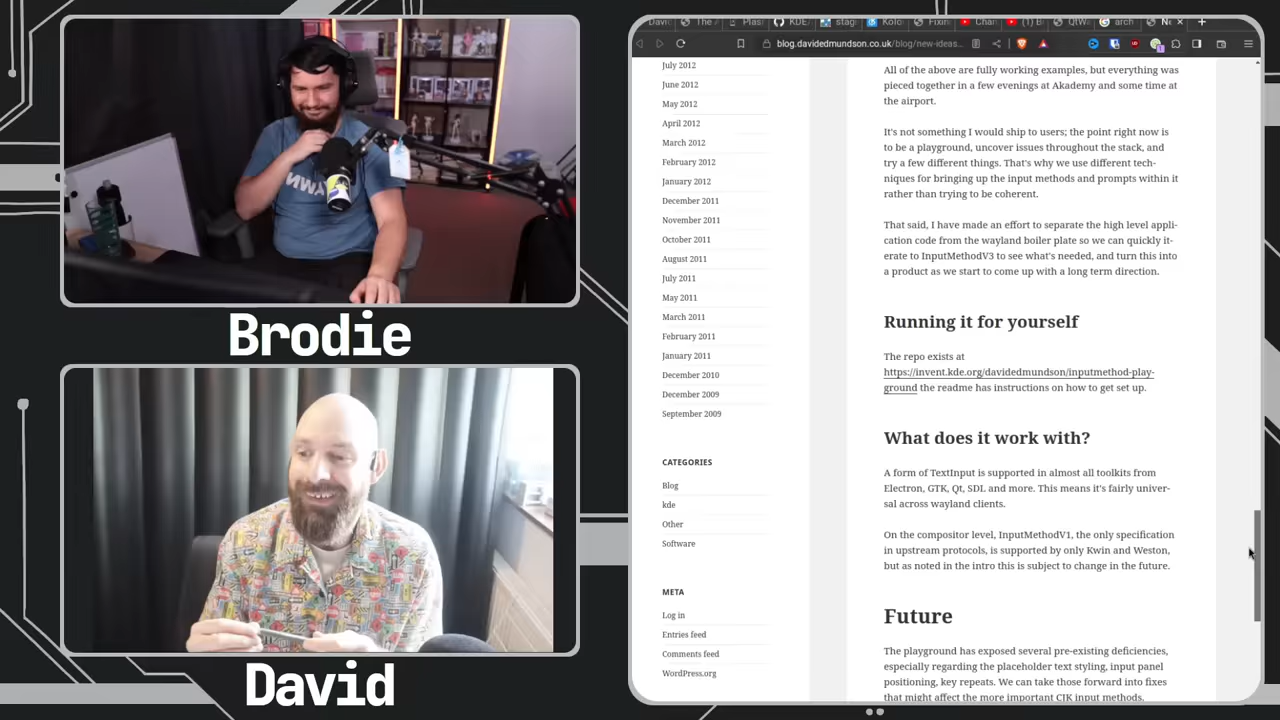 Brodie
David
Davic
The A
Plasm
KDE/
stag
Kolo
Fixin
Chan
(1) B
QtWa
arch
Ne
blog.davidedmundson.co.uk/blog/new-ideas...
July 2012
June 2012
May 2012
April 2012
March 2012
February 2012
January 2012
December 2011
November 2011
October 2011
August 2011
July 2011
May 2011
March 2011
February 2011
January 2011
December 2010
December 2009
September 2009
CATEGORIES
Blog
kde
Other
Software
META
Log in
Entries feed
Comments feed
WordPress.org
All of the above are fully working examples, but everything was
pieced together in a few evenings at Akademy and some time at
the airport.
It's not something I would ship to users; the point right now is
to be a playground, uncover issues throughout the stack, and
try a few different things. That's why we use different tech-
niques for bringing up the input methods and prompts within it
rather than trying to be coherent.
That said, I have made an effort to separate the high level appli-
cation code from the wayland boiler plate so we can quickly it-
erate to InputMethodV3 to see what's needed, and turn this into
a product as we start to come up with a long term direction.
Running it for yourself
The repo exists at
https://invent.kde.org/davidedmundson/inputmethod-play-
ground the readme has instructions on how to get set up.
What does it work with?
A form of TextInput is supported in almost all toolkits from
Electron, GTK, Qt, SDL and more. This means it's fairly univer-
sal across wayland clients.
On the compositor level, InputMethodV1, the only specification
in upstream protocols, is supported by only Kwin and Weston,
but as noted in the intro this is subject to change in the future.
Future
The playground has exposed several pre-existing deficiencies,
especially regarding the placeholder text styling, input panel
positioning, key repeats. We can take those forward into fixes
that might affect the more important CJK input methods.